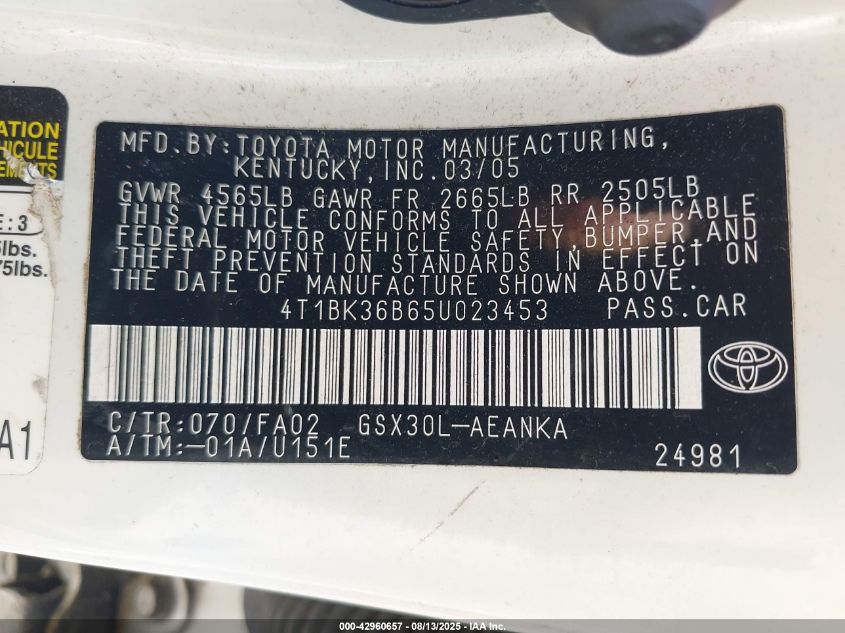 ATION
EHICULE
EMENTS
E:3
5lbs.
75lbs.
A1
MFD.BY:TOYOTA MOTOR MANUFACTURING,
KENTUCKY,INC.03/05
GVWR 4565LB GAWR FR 2665LB RR 2505LB
THIS VEHICLE CONFORMS TO ALL APPLICABLE
FEDERAL MOTOR VEHICLE SAFETY,BUMPER,AND
THEFT PREVENTION STANDARDS IN EFFECT ON
THE DATE OF MANUFACTURE SHOWN ABOVE.
4T1BK36B65U023453 PASS.CAR
C/TR:070/FA02 GSX30L-AEANKA
A/TM:-01A/U151E 24981
000-42960657 - 08/13/2025 - IAA Inc.